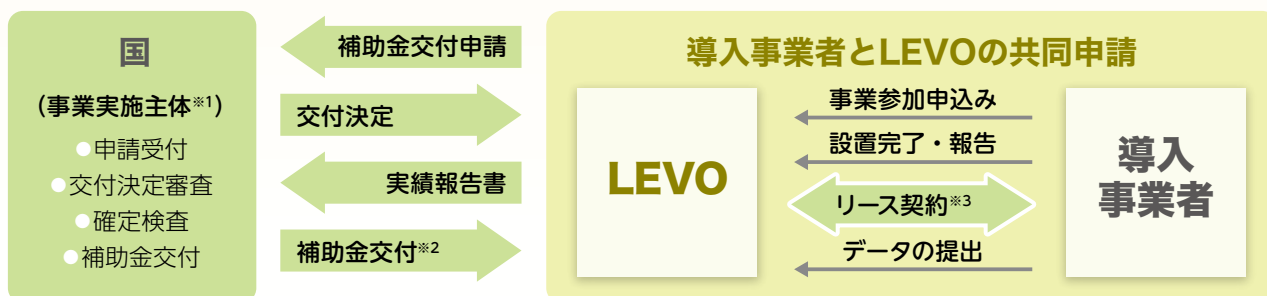 国
(事業実施主体※1)
●申請受付
●交付決定審査
●確定検査
●補助金交付
補助金交付申請
交付決定
実績報告書
補助金交付※2
導入事業者とLEVOの共同申請
LEVO
事業参加申込み
設置完了・報告
リース契約※3
データの提出
導入
事業者